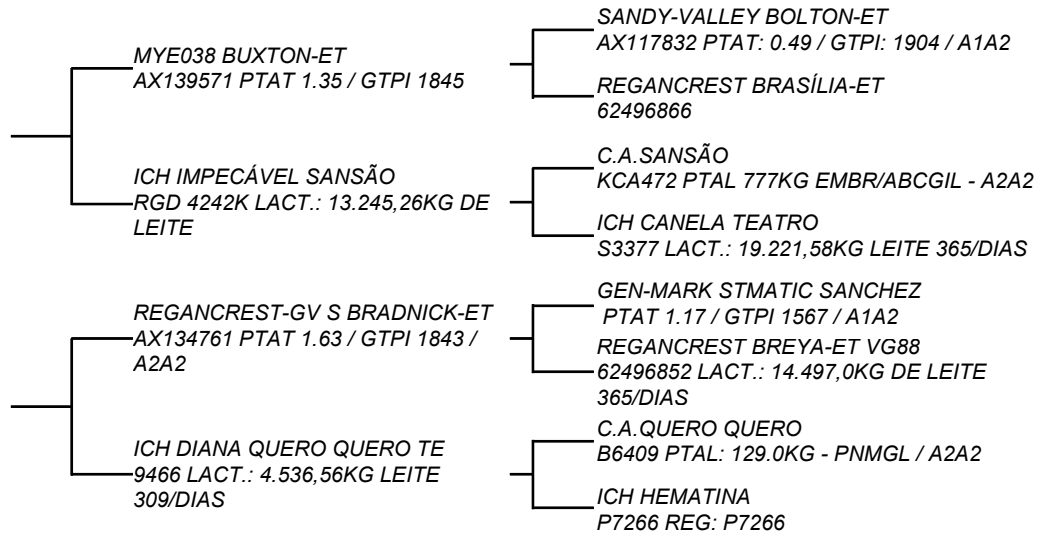 MYE038 BUXTON-ET
AX139571 PTAT 1.35 / GTPI 1845
ICH IMPECÁVEL SANSÃO
RGD 4242K LACT.: 13.245,26KG DE
LEITE
REGANCREST-GV S BRADNICK-ET
AX134761 PTAT 1.63 / GTPI 1843 /
A2A2
ICH DIANA QUERO QUERO TE
9466 LACT.: 4.536,56KG LEITE
309/DIAS
SANDY-VALLEY BOLTON-ET
AX117832 PTAT: 0.49 / GTPI: 1904 / A1A2
REGANCREST BRASÍLIA-ET
62496866
C.A.SANSÃO
KCA472 PTAL 777KG EMBR/ABCGIL - A2A2
ICH CANELA TEATRO
S3377 LACT.: 19.221,58KG LEITE 365/DIAS
GEN-MARK STMATIC SANCHEZ
PTAT 1.17 / GTPI 1567 / A1A2
REGANCREST BREYA-ET VG88
62496852 LACT.: 14.497,0KG DE LEITE
365/DIAS
C.A.QUERO QUERO
B6409 PTAL: 129.0KG - PNMGL / A2A2
ICH HEMATINA
P7266 REG: P7266